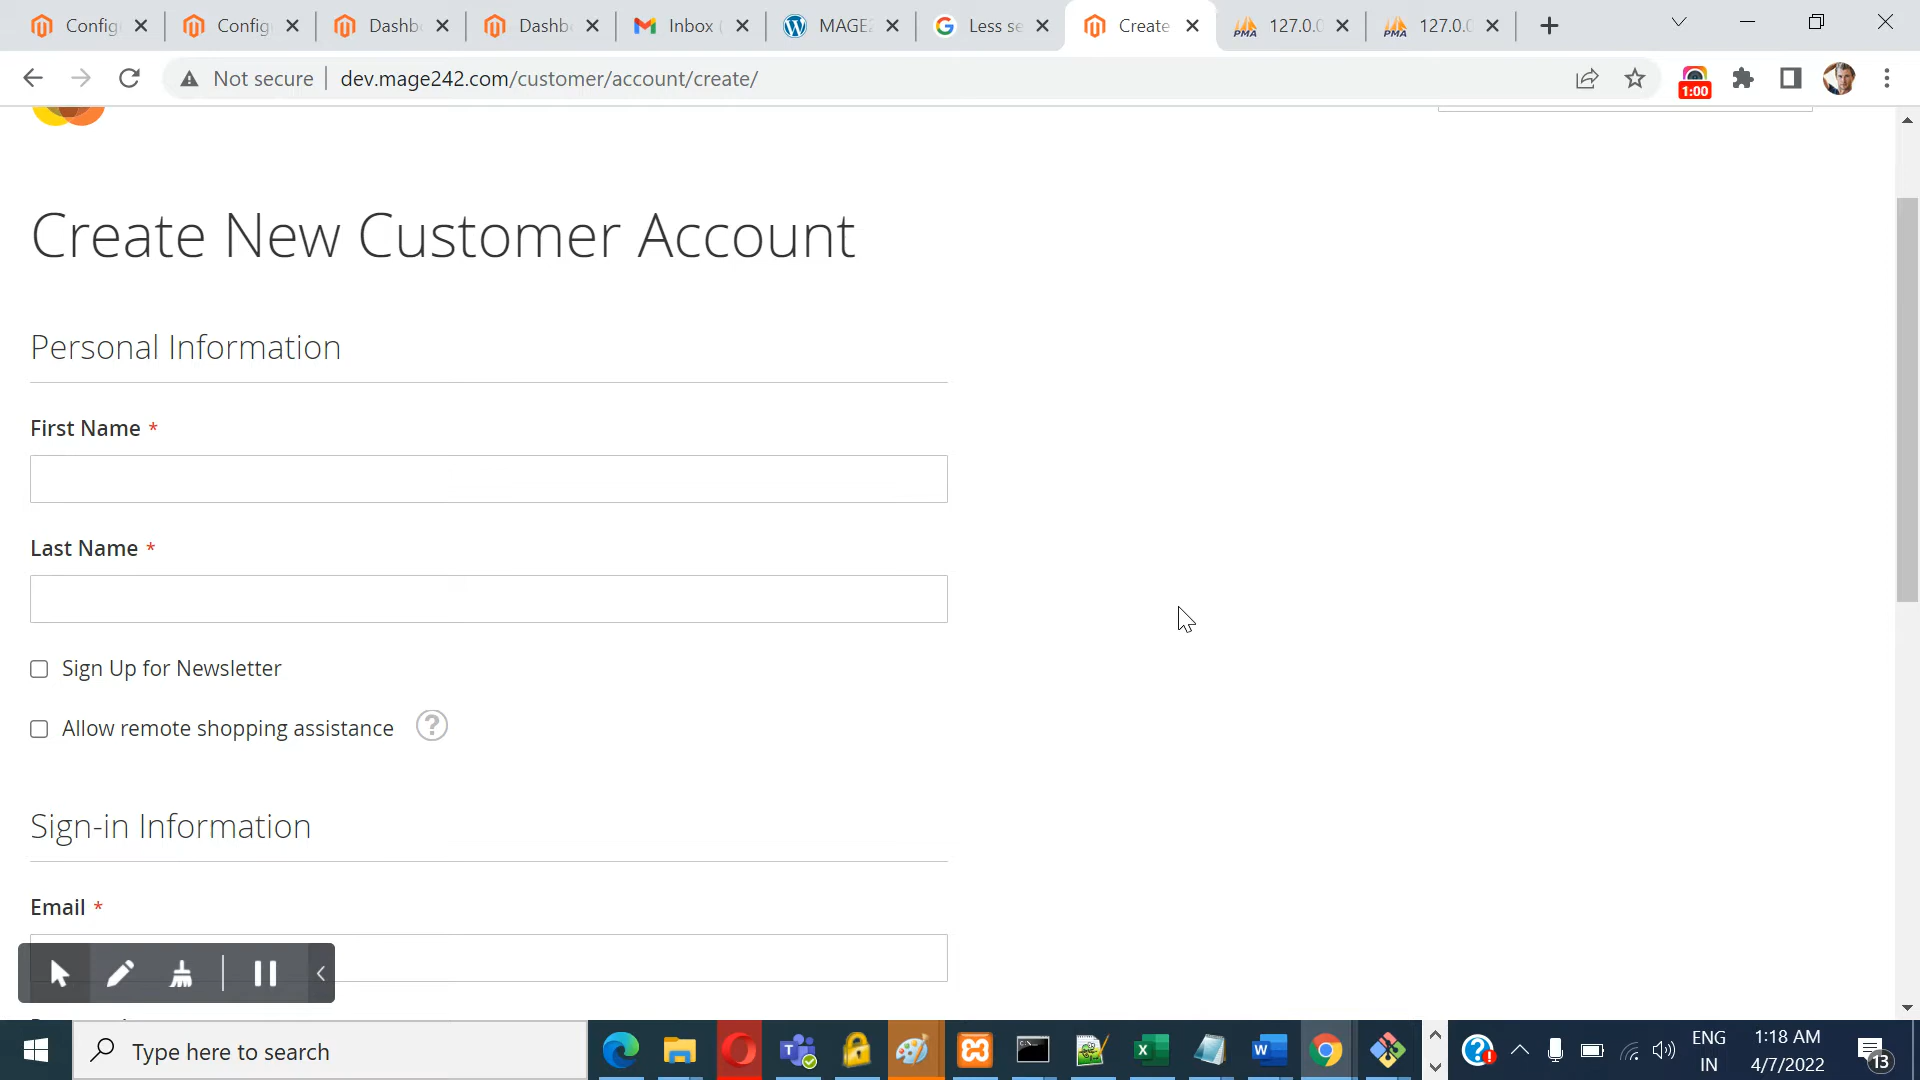 Config
Config
Dashb
Dashb
Inbox (
MAGE2
Less se
Create
PMA 127.0.0
PMA 127.0.0
Not secure
dev.mage242.com/customer/account/create/
1:00
Create New Customer Account
Personal Information
First Name *
Last Name *
Sign Up for Newsletter
Allow remote shopping assistance ?
Sign-in Information
Email *
Type here to search
ENG
IN
1:18 AM
4/7/2022
13